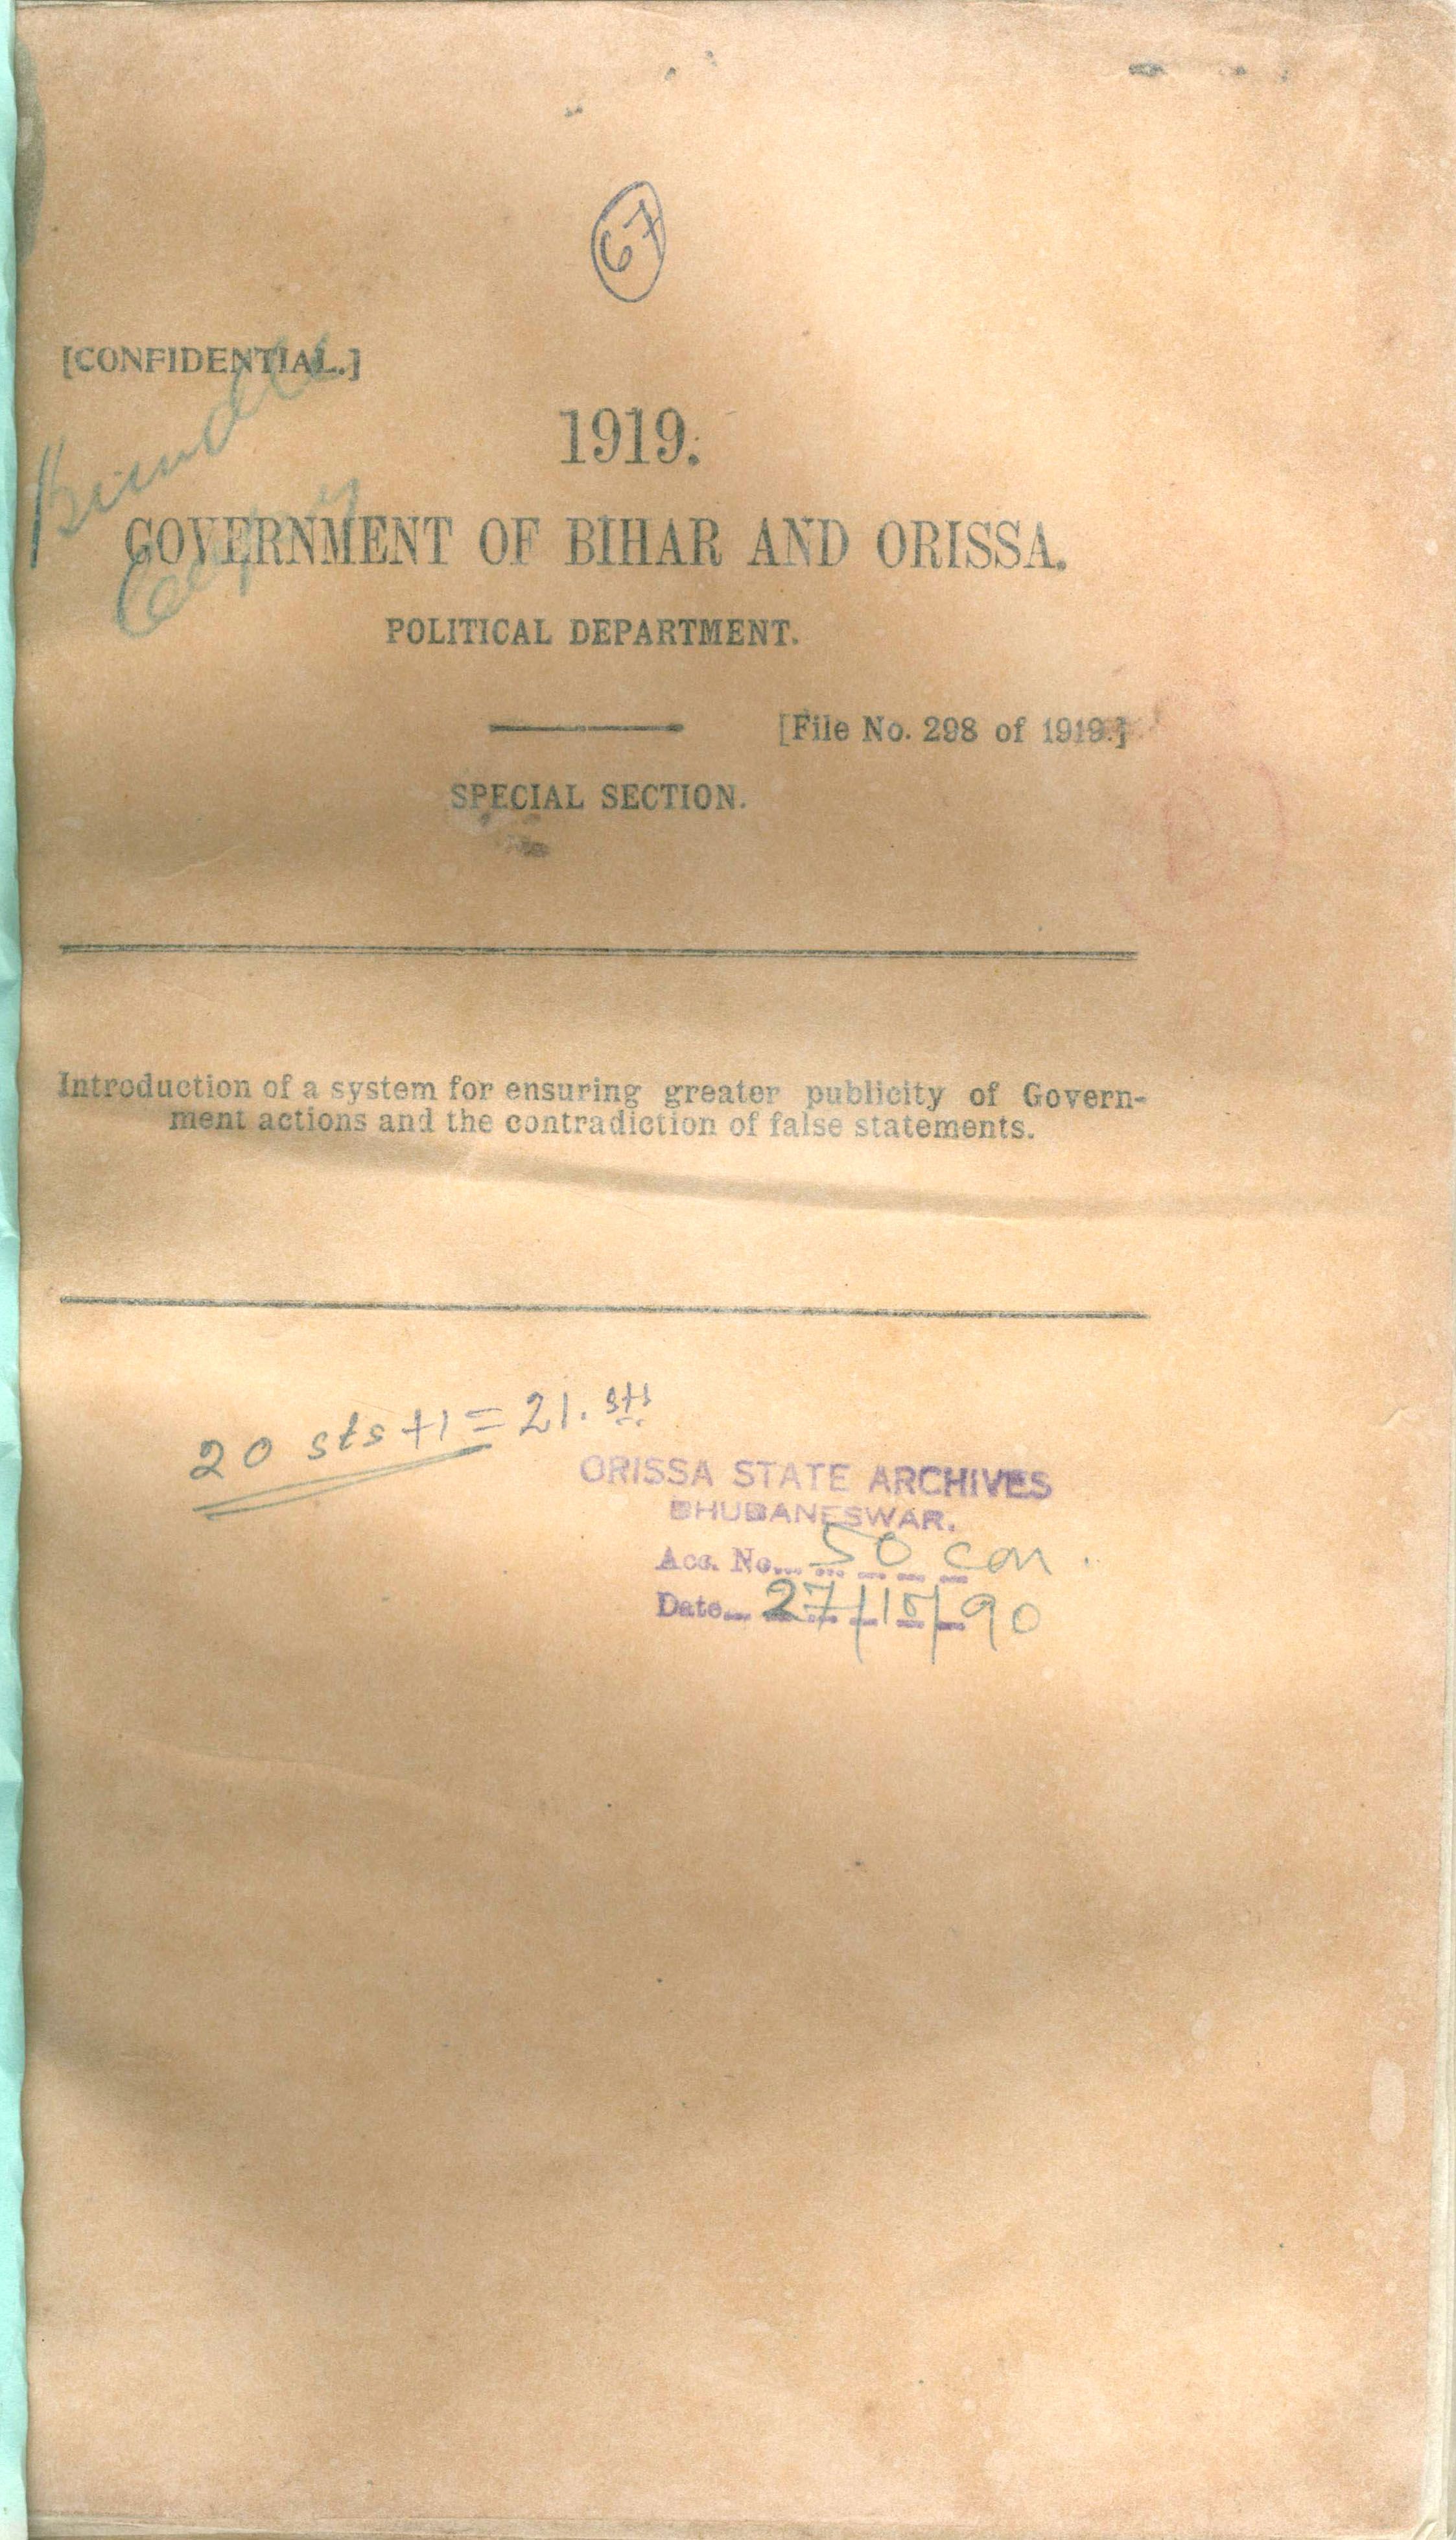 67
[CONFIDENTIAL.]
1919.
GOVERNMENT OF BIHAR AND ORISSA.
Copy
POLITICAL DEPARTMENT.
[File No. 298 of 1919.]
SPECIAL SECTION.
Introduction of a system for ensuring greater publicity of Govern-
ment actions and the contradiction of false statements.
20 sts + 1 = 21. sts
ORISSA STATE ARCHIVES
BHUBANESWAR.
Acc. No... 50 con.
Date... 27/ /90